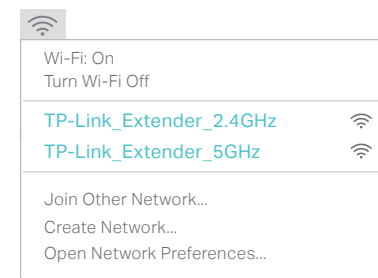 Wi-Fi: On
Turn Wi-Fi Off
TP-Link_Extender_2.4GHz
TP-Link_Extender_5GHz
Join Other Network...
Create Network...
Open Network Preferences...